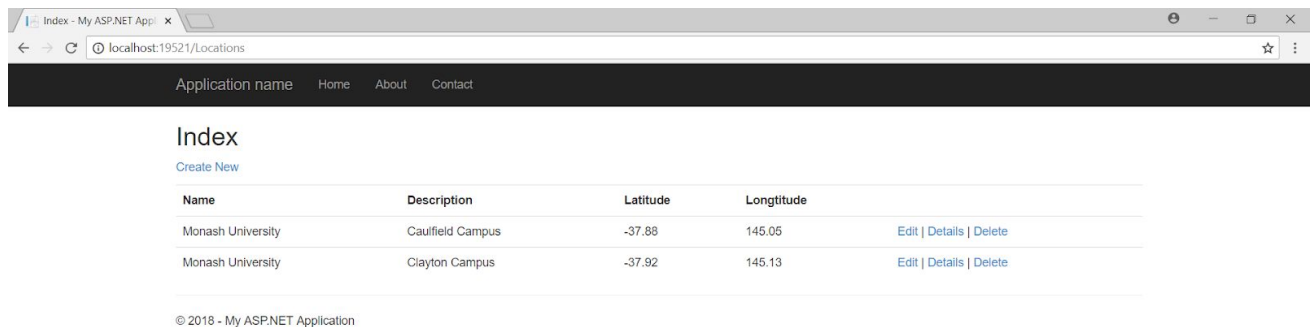 Index - My ASP.NET Appl
localhost:19521/Locations
Application name Home About Contact
Index
Create New
Name Description Latitude Longtitude
Monash University Caulfield Campus -37.88 145.05 Edit | Details | Delete
Monash University Clayton Campus -37.92 145.13 Edit | Details | Delete
© 2018 - My ASP.NET Application